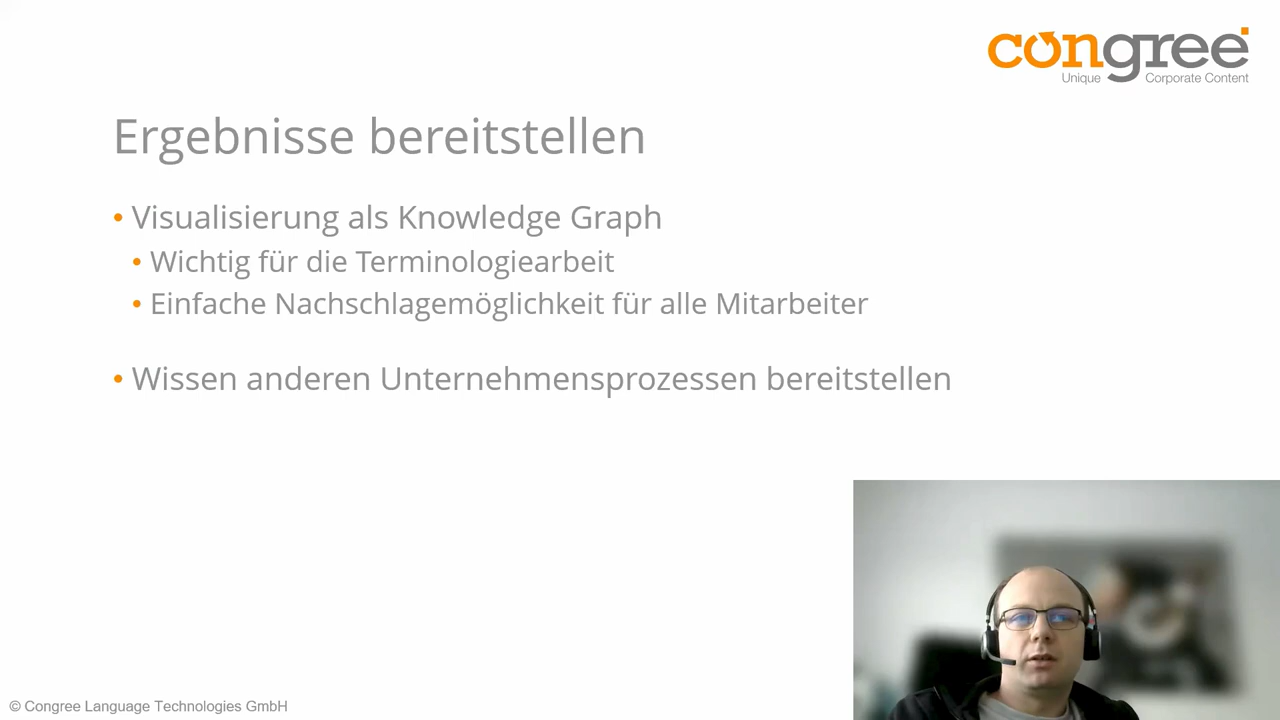 congree
Unique Corporate Content
Ergebnisse bereitstellen
• Visualisierung als Knowledge Graph
• Wichtig für die Terminologiearbeit
• Einfache Nachschlagemöglichkeit für alle Mitarbeiter
• Wissen anderen Unternehmensprozessen bereitstellen
© Congree Language Technologies GmbH